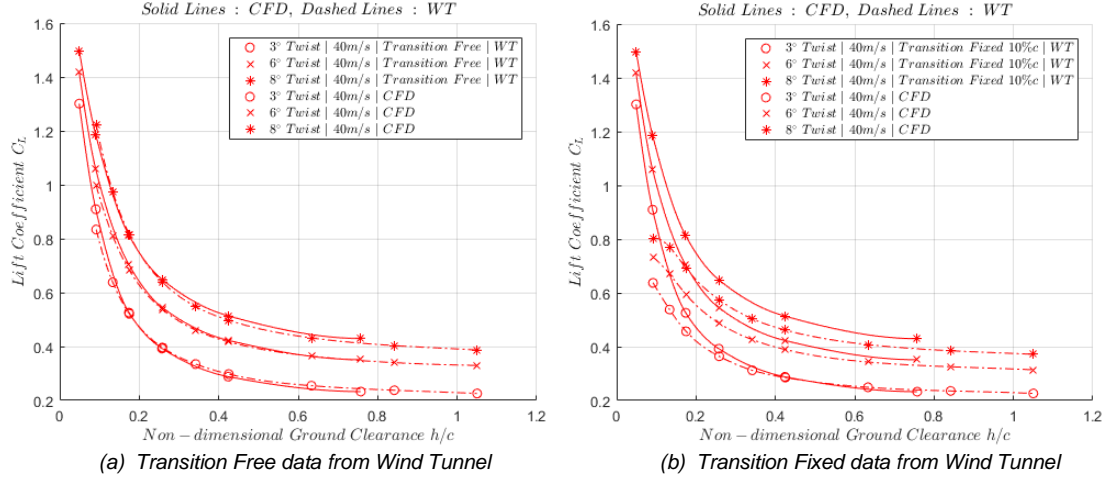 Solid Lines : CFD, Dashed Lines : WT
1.6
1.4
1.2
1
0.8
0.6
0.4
0.2
Lift Coefficient C_L
3° Twist | 40m/s | Transition Free | WT
6° Twist | 40m/s | Transition Free | WT
8° Twist | 40m/s | Transition Free | WT
3° Twist | 40m/s | CFD
6° Twist | 40m/s | CFD
8° Twist | 40m/s | CFD
0 0.2 0.4 0.6 0.8 1 1.2
Non-dimensional Ground Clearance h/c
(a) Transition Free data from Wind Tunnel
Solid Lines : CFD, Dashed Lines : WT
1.6
1.4
1.2
1
0.8
0.6
0.4
0.2
Lift Coefficient C_L
3° Twist | 40m/s | Transition Fixed 10%c | WT
6° Twist | 40m/s | Transition Fixed 10%c | WT
8° Twist | 40m/s | Transition Fixed 10%c | WT
3° Twist | 40m/s | CFD
6° Twist | 40m/s | CFD
8° Twist | 40m/s | CFD
0 0.2 0.4 0.6 0.8 1 1.2
Non-dimensional Ground Clearance h/c
(b) Transition Fixed data from Wind Tunnel